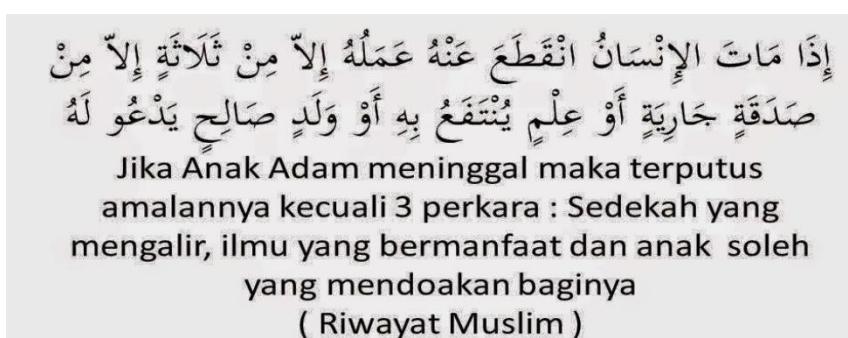 إِذَا مَاتَ الإِنْسَانُ انْقَطَعَ عَنْهُ عَمَلُهُ إِلاَّ مِنْ ثَلَاثَةٍ إِلاَّ مِنْ
صَدَقَةٍ جَارِيَةٍ أَوْ عِلْمٍ يُنْتَفَعُ بِهِ أَوْ وَلَدٍ صَالِحٍ يَدْعُو لَهُ
Jika Anak Adam meninggal maka terputus
amalannya kecuali 3 perkara : Sedekah yang
mengalir, ilmu yang bermanfaat dan anak soleh
yang mendoakan baginya
( Riwayat Muslim )